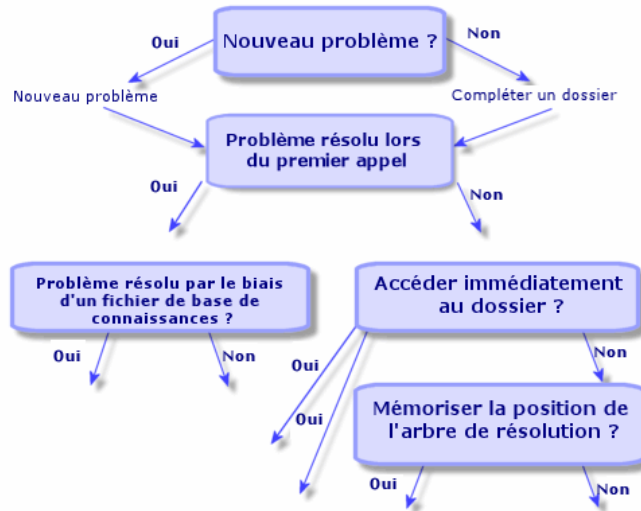 Oui
Nouveau problème ?
Non
Nouveau problème
Compléter un dossier
Problème résolu lors
du premier appel
Oui
Non
Problème résolu par le biais
d'un fichier de base de
connaissances ?
Accéder immédiatement
au dossier ?
Oui
Non
Oui
Non
Oui
Mémoriser la position de
l'arbre de résolution ?
Oui
Non